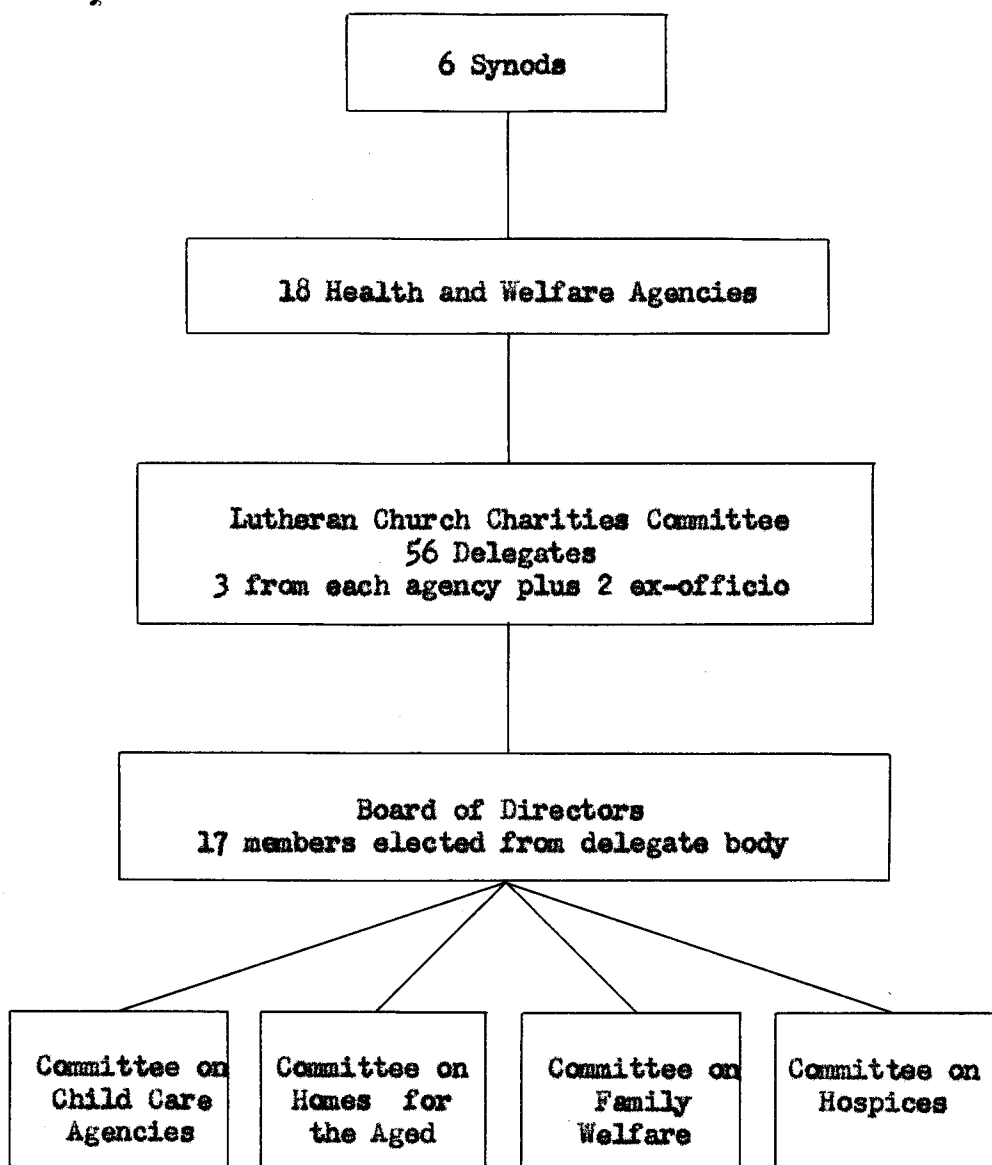 6 Synods
18 Health and Welfare Agencies
Lutheran Church Charities Committee
56 Delegates
3 from each agency plus 2 ex-officio
Board of Directors
17 members elected from delegate body
Committee on
Child Care
Agencies
Committee on
Homes for
the Aged
Committee on
Family
Welfare
Committee on
Hospices